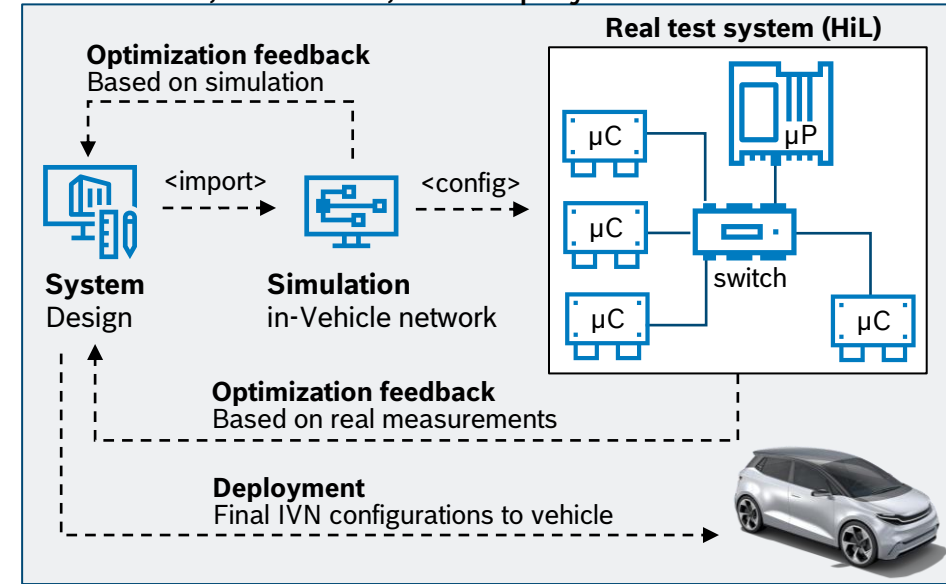 Real test system (HiL)
Optimization feedback
Based on simulation
µC
µP
<import>
<config>
µC
switch
System
Design
Simulation
in-Vehicle network
µC
µC
Optimization feedback
Based on real measurements
Deployment
Final IVN configurations to vehicle